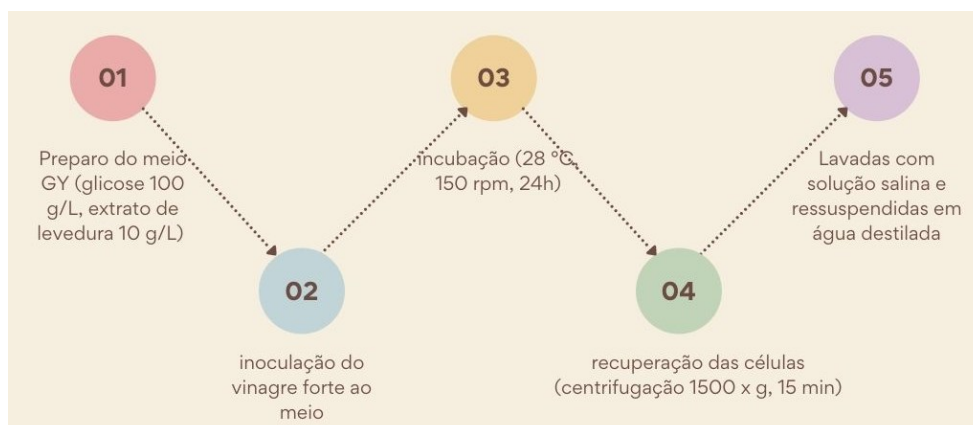 01
Preparo do meio
GY (glicose 100
g/L, extrato de
levedura 10 g/L)
02
inoculação do
vinagre forte ao
meio
03
incubação (28 °C,
150 rpm, 24h)
04
recuperação das células
(centrifugação 1500 x g, 15 min)
05
Lavadas com
solução salina e
ressuspendidas em
água destilada